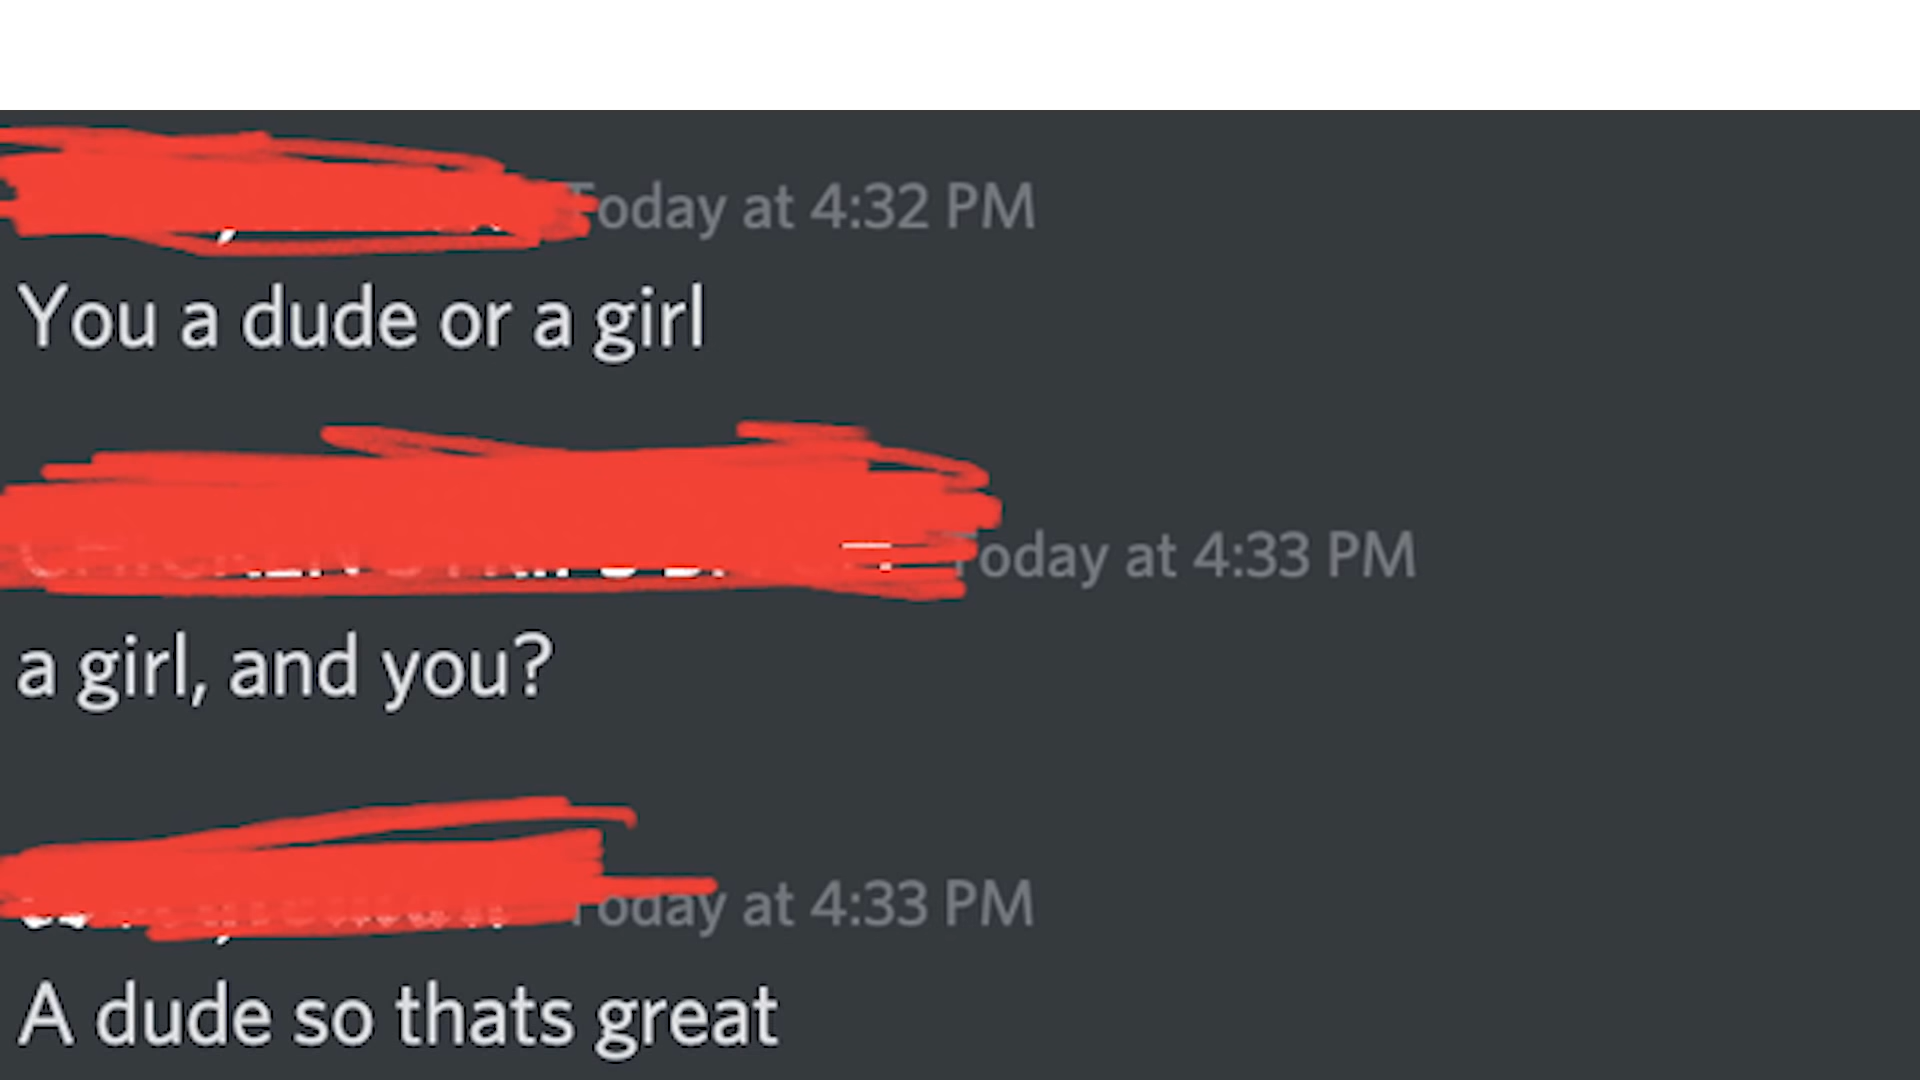 Today at 4:32 PM
You a dude or a girl
Today at 4:33 PM
a girl, and you?
Today at 4:33 PM
A dude so thats great